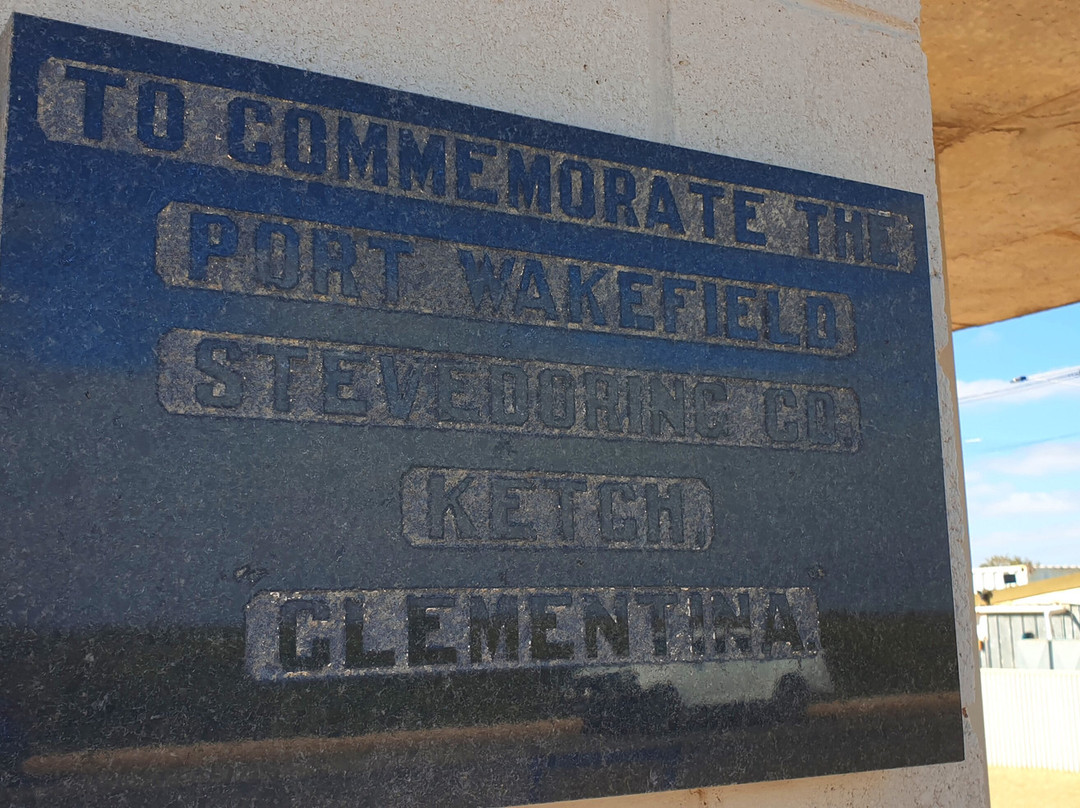 TO COMMEMORATE THE
PORT WAKEFIELD
STEVEDORING CO.
KETCH,
"CLEMENTINA"